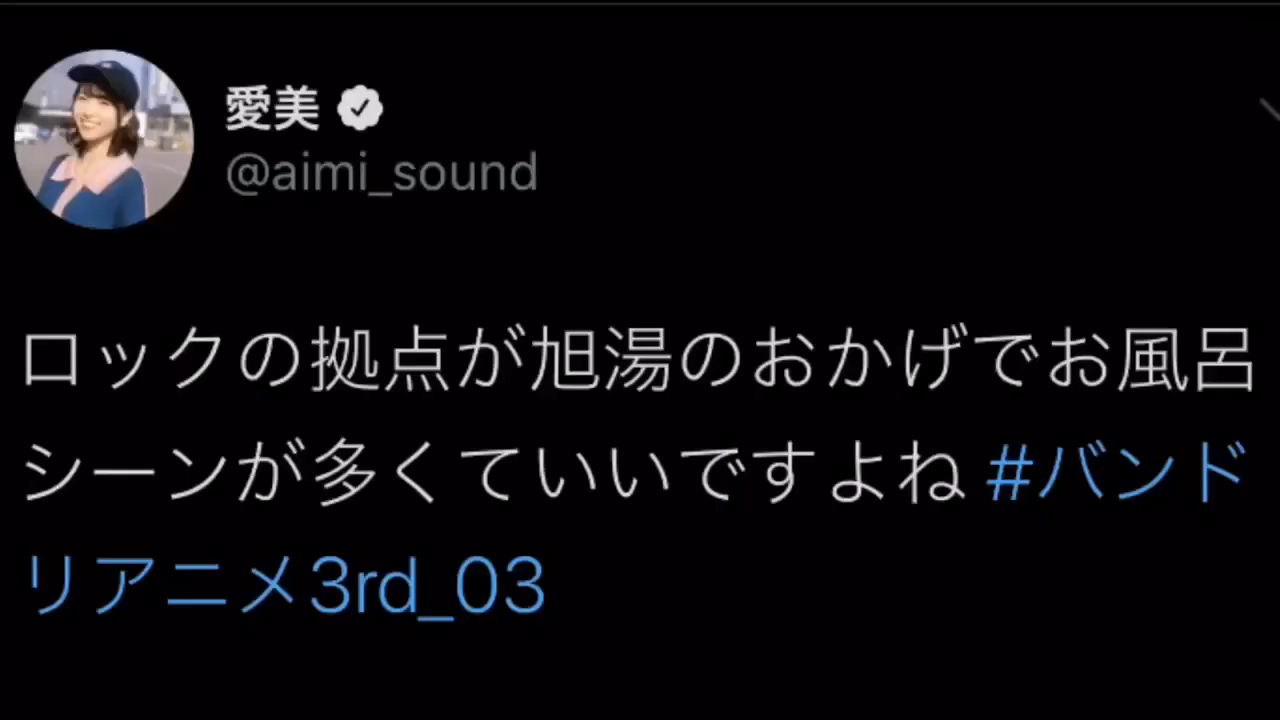 愛美
@aimi_sound
ロックの拠点が旭湯のおかげでお風呂
シーンが多くていいですよね #バンド
リアニメ3rd_03